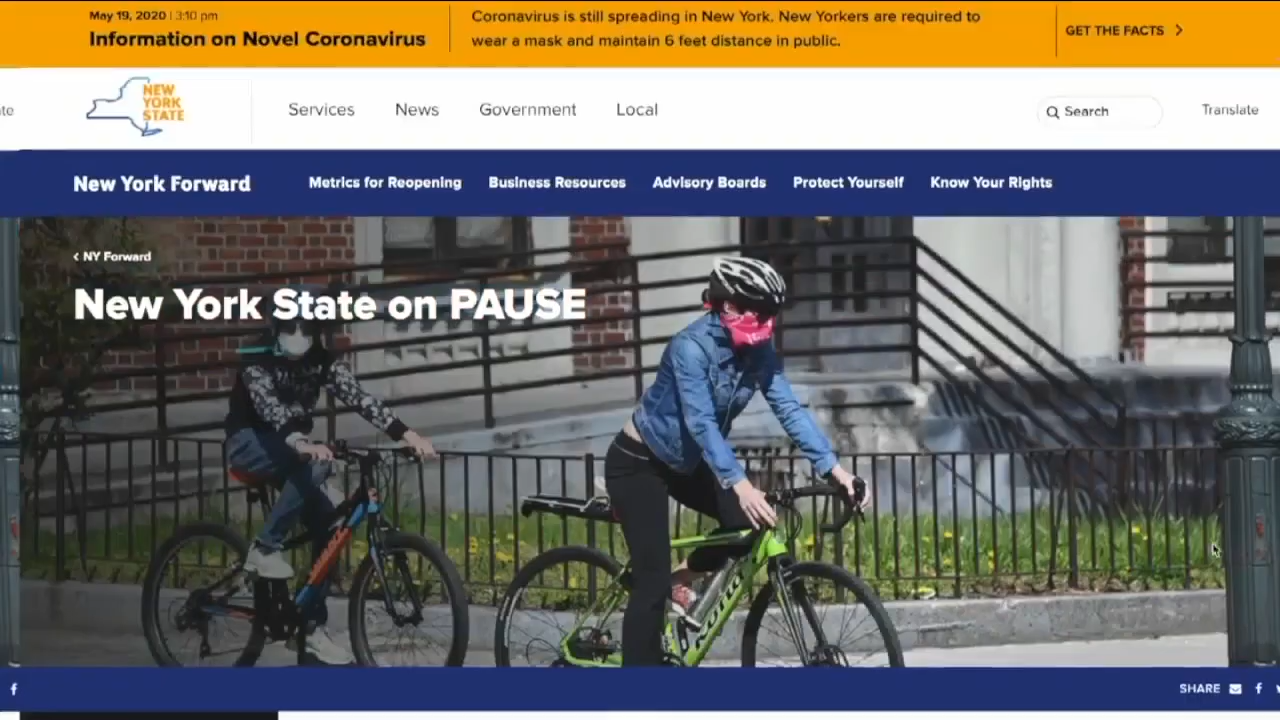 May 19, 2020 | 3:10 pm
Information on Novel Coronavirus
Coronavirus is still spreading in New York. New Yorkers are required to
wear a mask and maintain 6 feet distance in public.
GET THE FACTS
NEW
YORK
STATE
Services
News
Government
Local
Search
Translate
New York Forward
Metrics for Reopening
Business Resources
Advisory Boards
Protect Yourself
Know Your Rights
NY Forward
New York State on PAUSE
SHARE